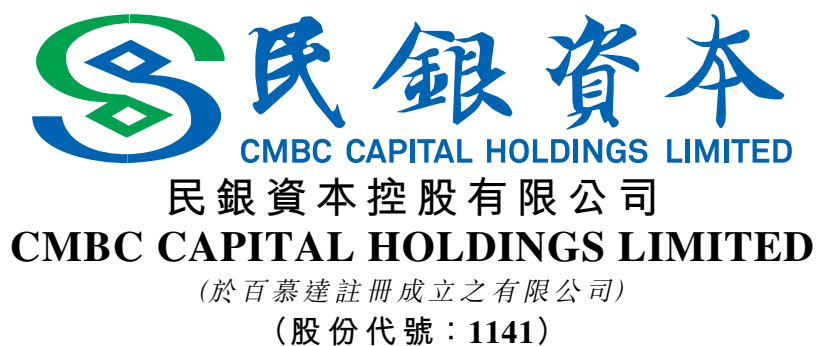 民銀資本
CMBC CAPITAL HOLDINGS LIMITED
民銀資本控股有限公司
CMBC CAPITAL HOLDINGS LIMITED
(於百慕達註冊成立之有限公司)
（股份代號：1141）